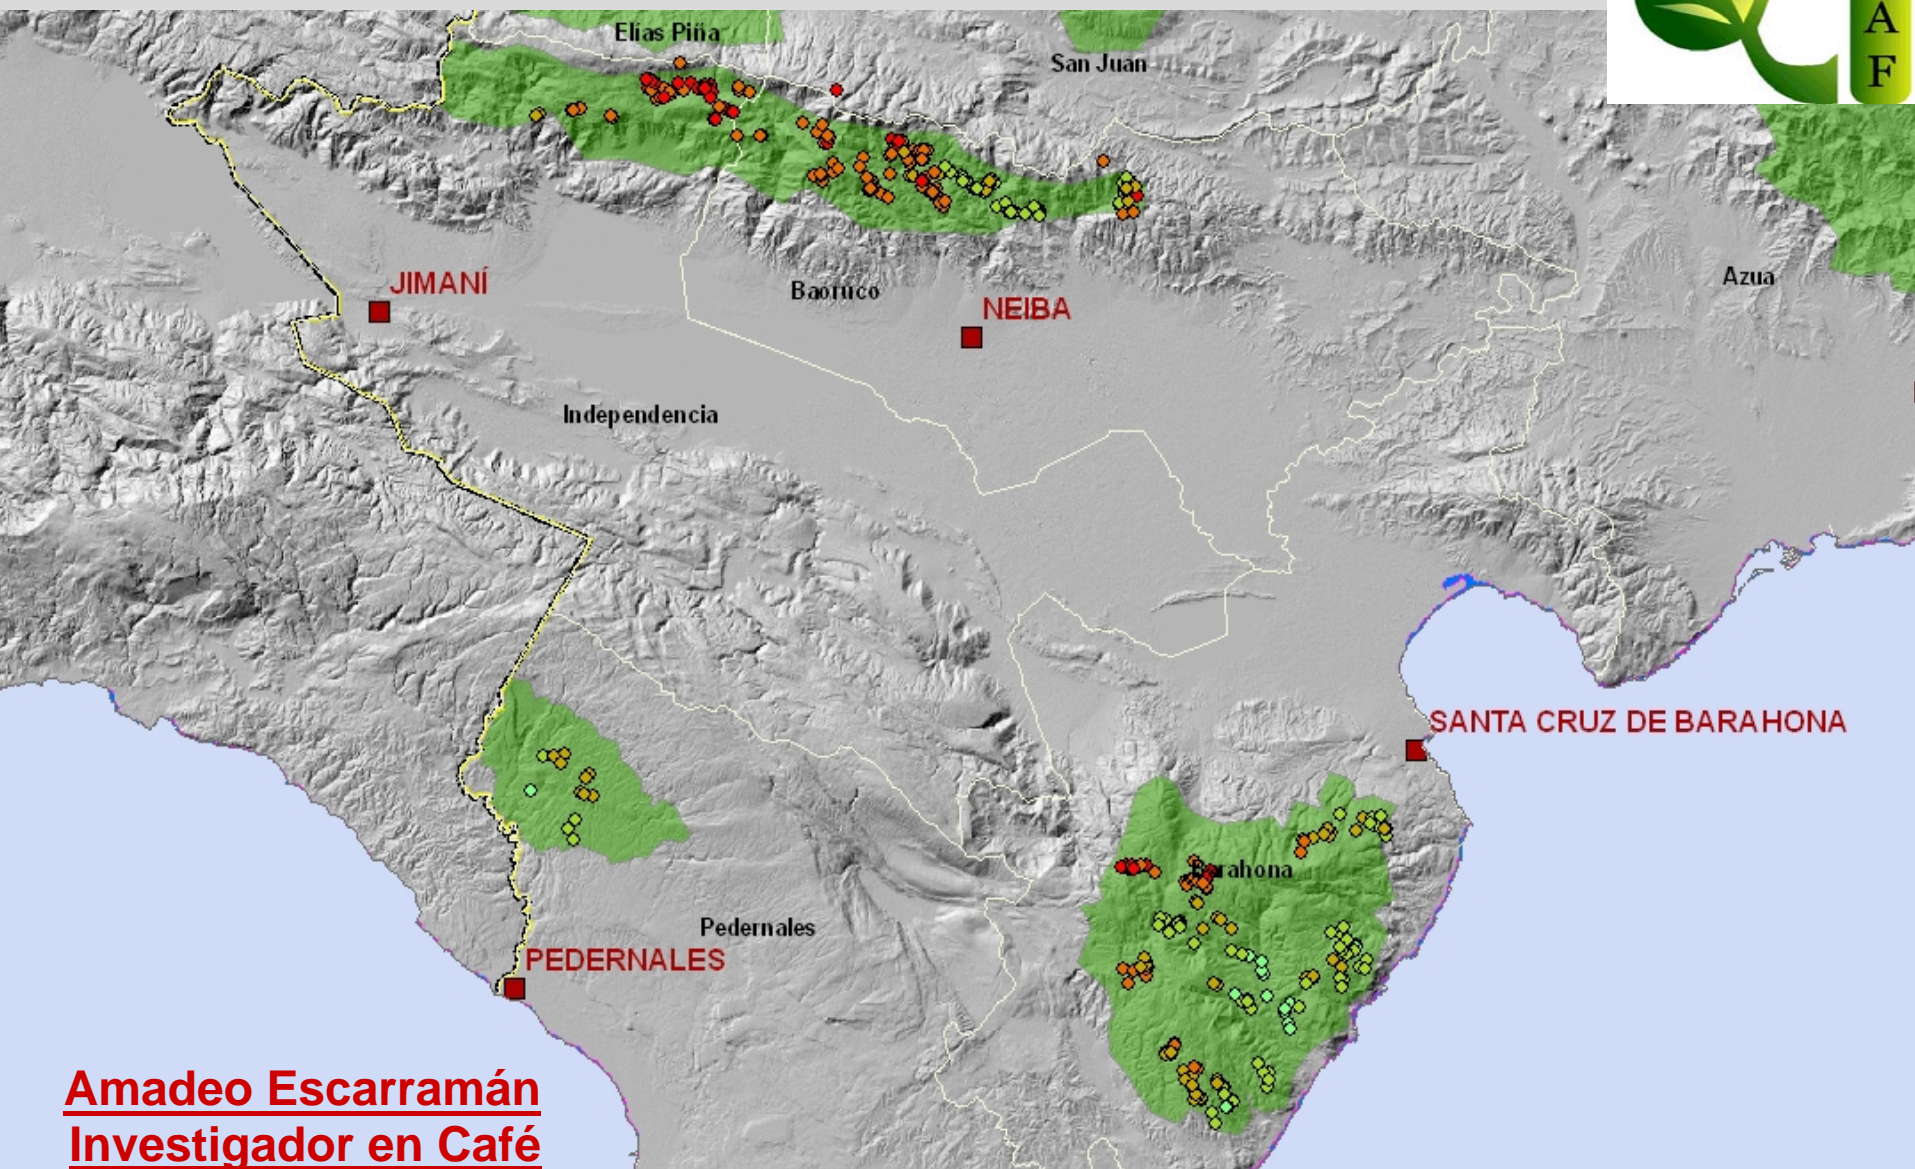 A
F
Elías Piña
San Juan
Azua
JIMANÍ
Baoruco
NEIBA
Independencia
SANTA CRUZ DE BARAHONA
Barahona
Pedernales
PEDERNALES
Amadeo Escarramán
Investigador en Café